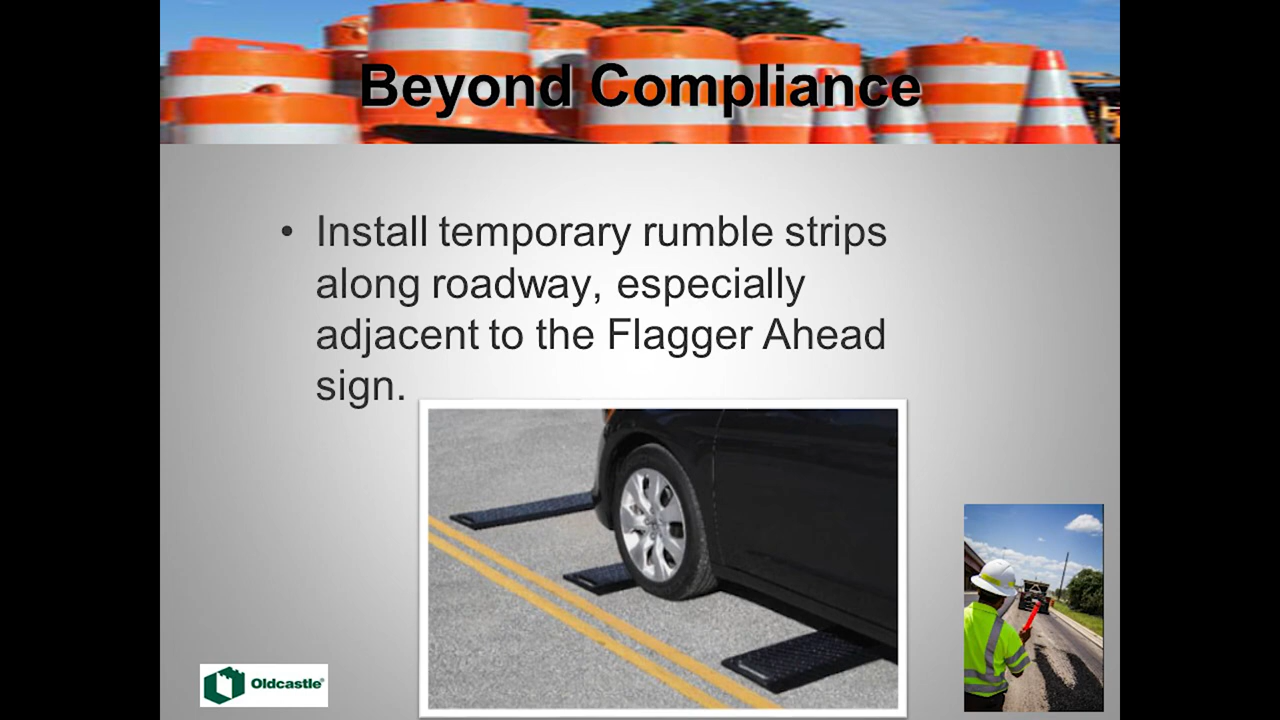 Beyond Compliance
• Install temporary rumble strips
along roadway, especially
adjacent to the Flagger Ahead
sign.
Oldcastle®